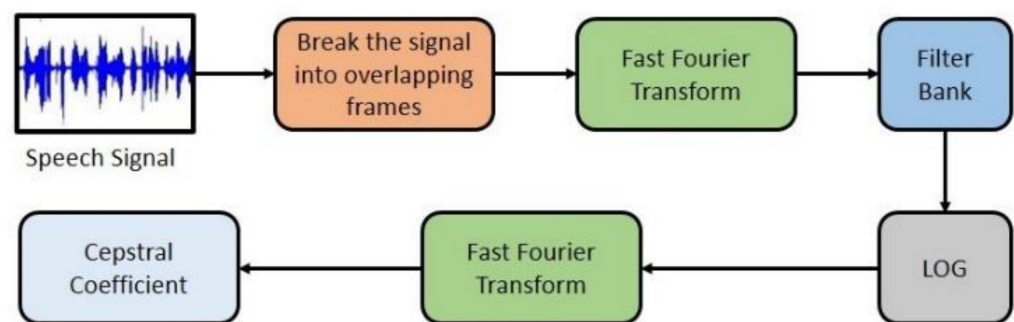 Break the signal
into overlapping
frames
Fast Fourier
Transform
Filter
Bank
Speech Signal
Cepstral
Coefficient
Fast Fourier
Transform
LOG